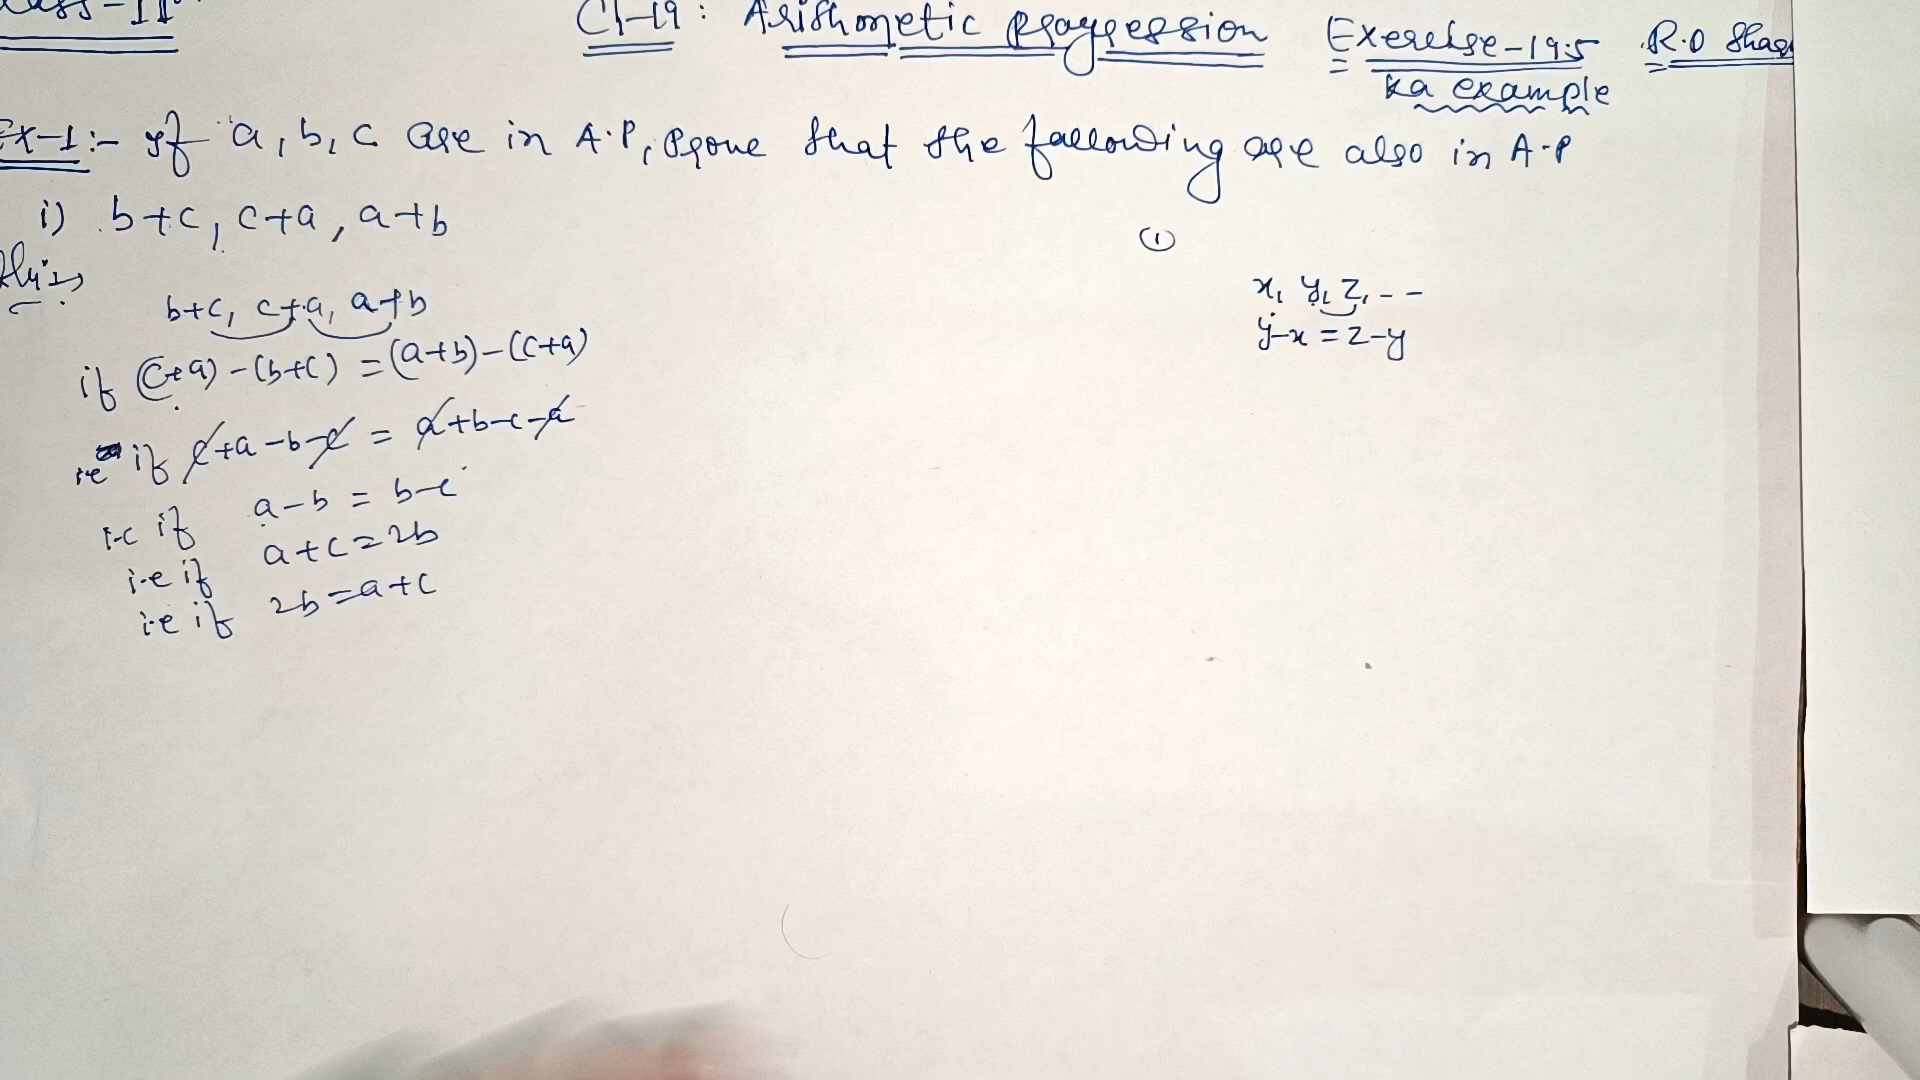 Class-11
Ch-19: Arithmetic Progression Exercise-19.5 R.D Shar
ka example
Ex-1:- If a, b, c are in A.P, Prove that the following are also in A.P
i) b+c, c+a, a+b
①
x, y, z, - -
y-x = z-y
b+c, c+a, a+b
if (c+a) - (b+c) = (a+b) - (c+a)
i.e if c+a-b-c = a+b-c-a
i.e if a-b = b-c
i.e if a+c = 2b
i.e if 2b = a+c